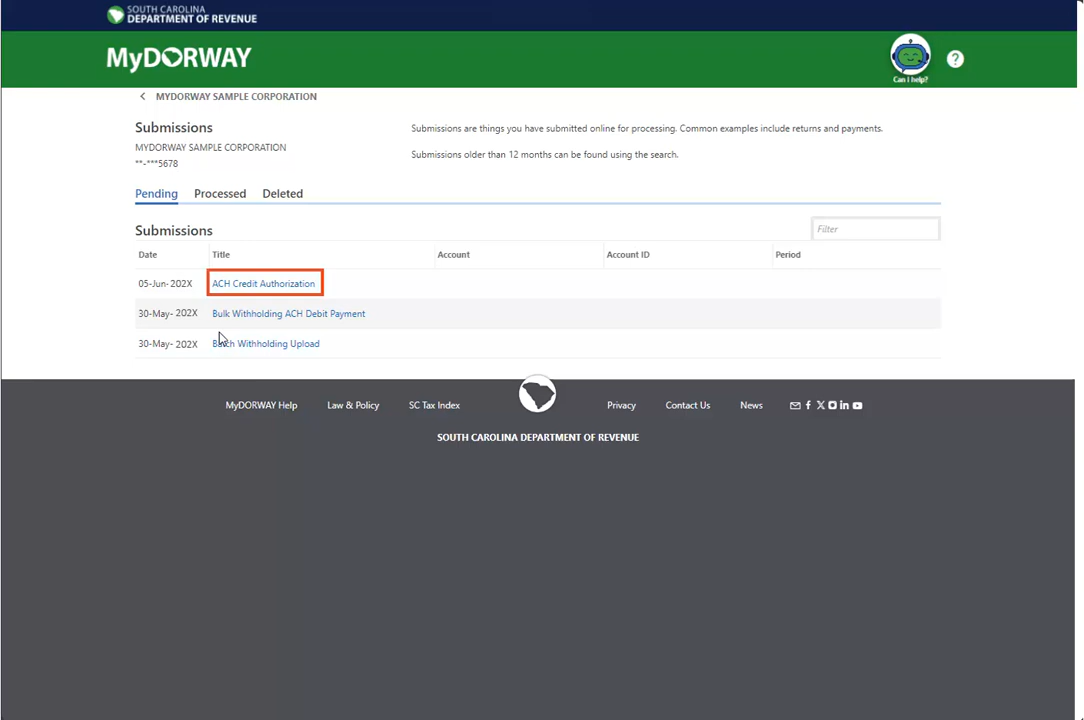 SOUTH CAROLINA
DEPARTMENT OF REVENUE
MyDORWAY
Can I help?
?
MYDORWAY SAMPLE CORPORATION
Submissions
MYDORWAY SAMPLE CORPORATION
**-***5678
Submissions are things you have submitted online for processing. Common examples include returns and payments.
Submissions older than 12 months can be found using the search.
Pending Processed Deleted
Submissions
Filter
Date Title Account Account ID Period
05-Jun-202X ACH Credit Authorization
30-May-202X Bulk Withholding ACH Debit Payment
30-May-202X Batch Withholding Upload
MyDORWAY Help Law & Policy SC Tax Index Privacy Contact Us News
SOUTH CAROLINA DEPARTMENT OF REVENUE